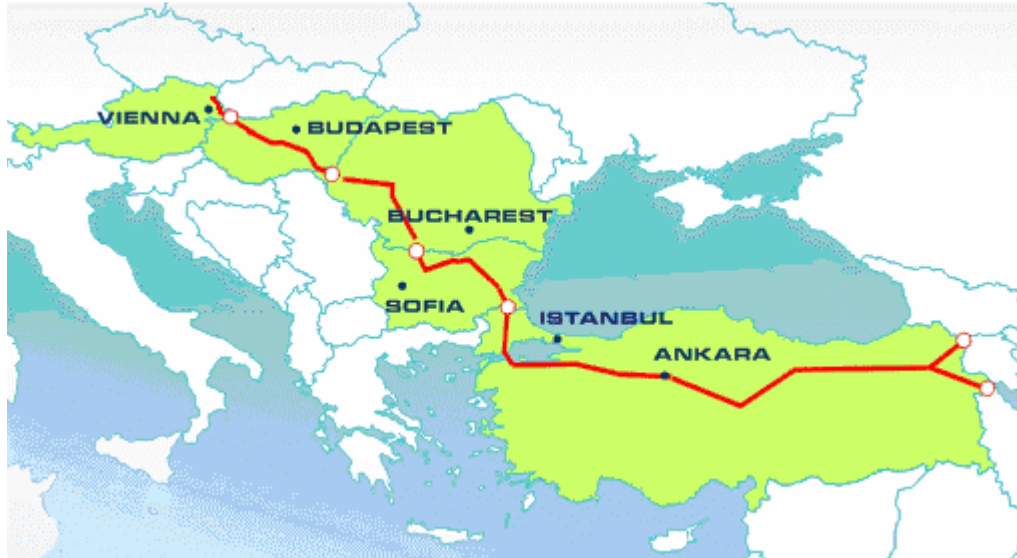 VIENNA
BUDAPEST
BUCHAREST
SOFIA
ISTANBUL
ANKARA